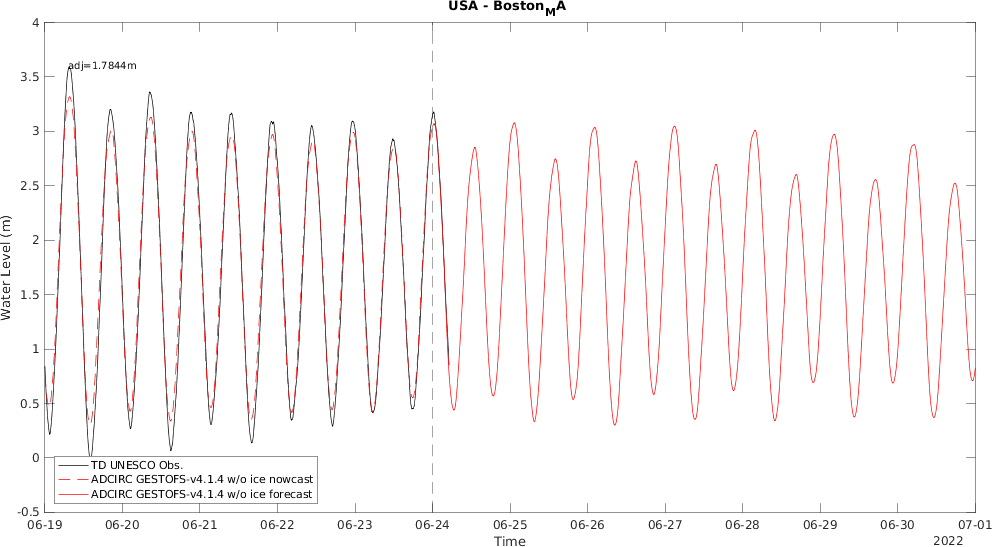 USA - Boston_MA
4
3.5
3
2.5
2
1.5
1
0.5
0
-0.5
Water Level (m)
adj=1.7844m
TD UNESCO Obs.
ADCIRC GESTOFS-v4.1.4 w/o ice nowcast
ADCIRC GESTOFS-v4.1.4 w/o ice forecast
06-19 06-20 06-21 06-22 06-23 06-24 06-25 06-26 06-27 06-28 06-29 06-30 07-01
Time
2022